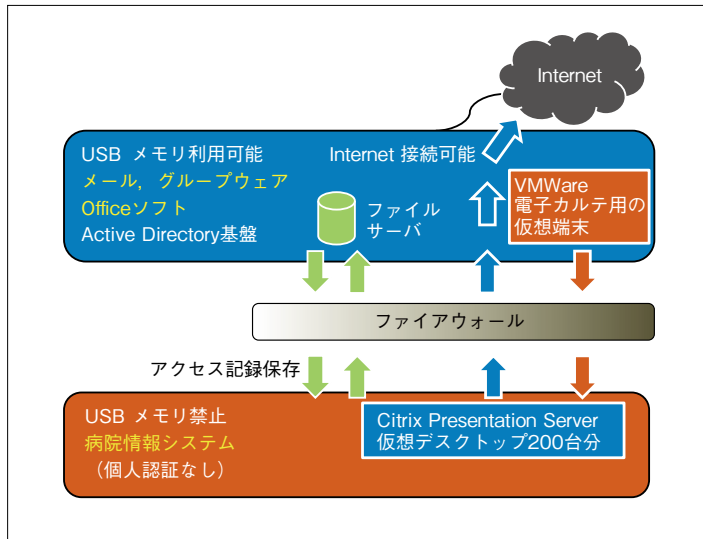 Internet
USB メモリ利用可能
メール，グループウェア
Officeソフト
Active Directory基盤
Internet 接続可能
ファイル
サーバ
VMWare
電子カルテ用の
仮想端末
ファイアウォール
アクセス記録保存
USB メモリ禁止
病院情報システム
（個人認証なし）
Citrix Presentation Server
仮想デスクトップ200台分